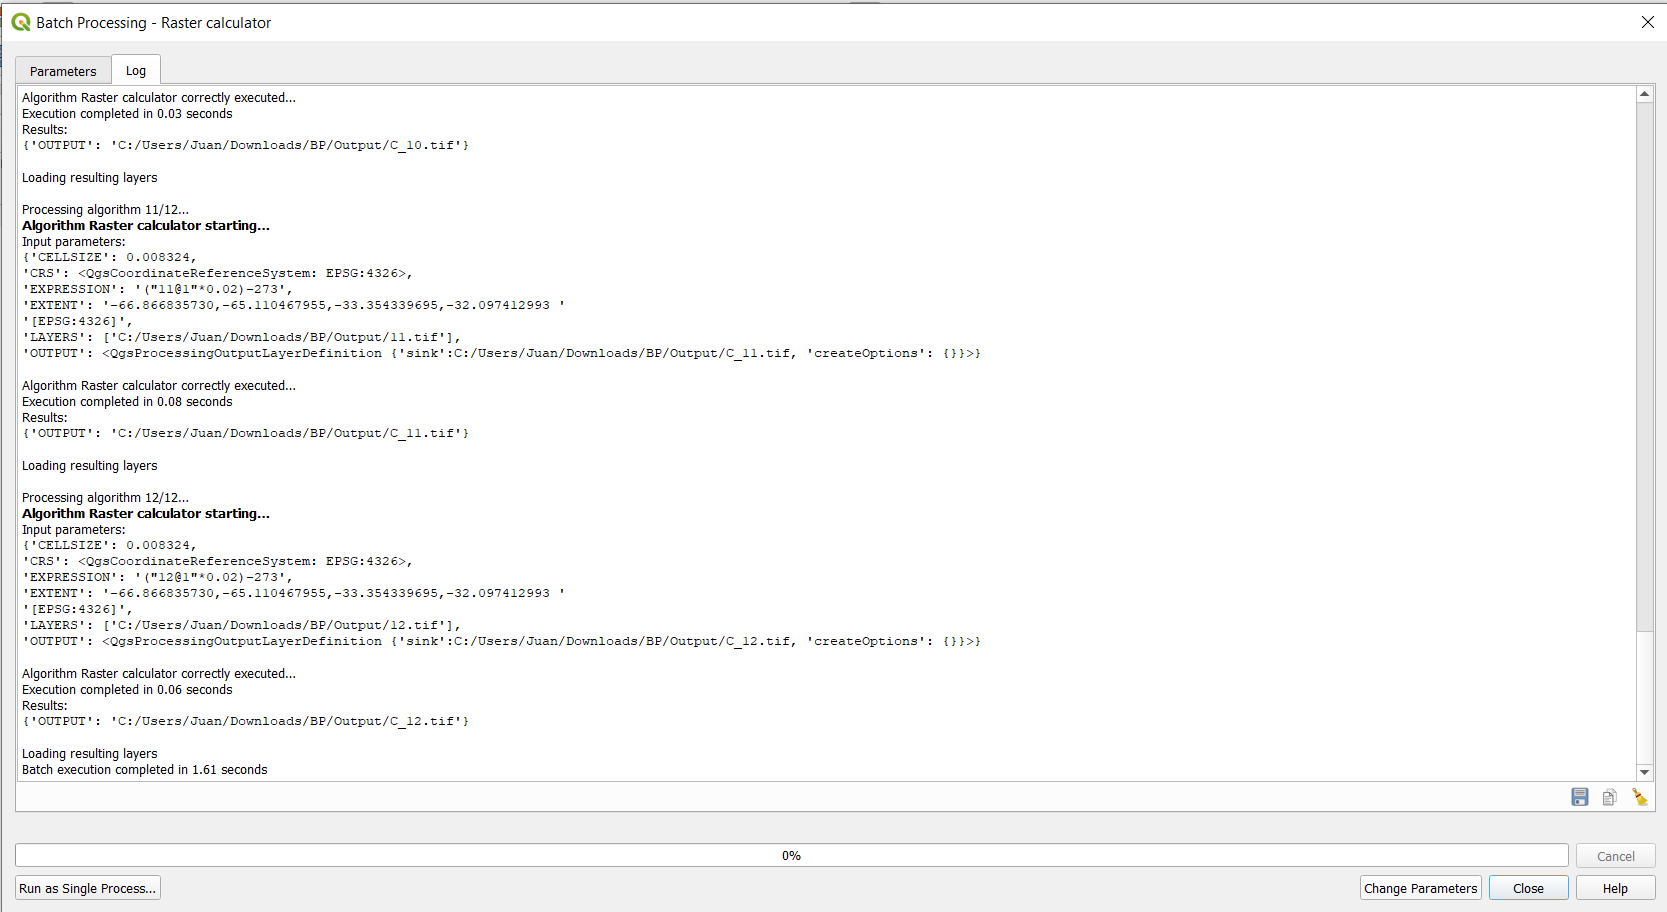 Batch Processing - Raster calculator
Parameters
Log
Algorithm Raster calculator correctly executed...
Execution completed in 0.03 seconds
Results:
{'OUTPUT': 'C:/Users/Juan/Downloads/BP/Output/C_10.tif'}
Loading resulting layers
Processing algorithm 11/12...
Algorithm Raster calculator starting...
Input parameters:
{'CELLSIZE': 0.008324,
'CRS': <QgsCoordinateReferenceSystem: EPSG:4326>,
'EXPRESSION': '("11@1"*0.02)-273',
'EXTENT': '-66.866835730,-65.110467955,-33.354339695,-32.097412993 '
'[EPSG:4326]',
'LAYERS': ['C:/Users/Juan/Downloads/BP/Output/11.tif'],
'OUTPUT': <QgsProcessingOutputLayerDefinition {'sink':C:/Users/Juan/Downloads/BP/Output/C_11.tif, 'createOptions': {}}>}
Algorithm Raster calculator correctly executed...
Execution completed in 0.08 seconds
Results:
{'OUTPUT': 'C:/Users/Juan/Downloads/BP/Output/C_11.tif'}
Loading resulting layers
Processing algorithm 12/12...
Algorithm Raster calculator starting...
Input parameters:
{'CELLSIZE': 0.008324,
'CRS': <QgsCoordinateReferenceSystem: EPSG:4326>,
'EXPRESSION': '("12@1"*0.02)-273',
'EXTENT': '-66.866835730,-65.110467955,-33.354339695,-32.097412993 '
'[EPSG:4326]',
'LAYERS': ['C:/Users/Juan/Downloads/BP/Output/12.tif'],
'OUTPUT': <QgsProcessingOutputLayerDefinition {'sink':C:/Users/Juan/Downloads/BP/Output/C_12.tif, 'createOptions': {}}>}
Algorithm Raster calculator correctly executed...
Execution completed in 0.06 seconds
Results:
{'OUTPUT': 'C:/Users/Juan/Downloads/BP/Output/C_12.tif'}
Loading resulting layers
Batch execution completed in 1.61 seconds
0%
Cancel
Run as Single Process...
Change Parameters
Close
Help